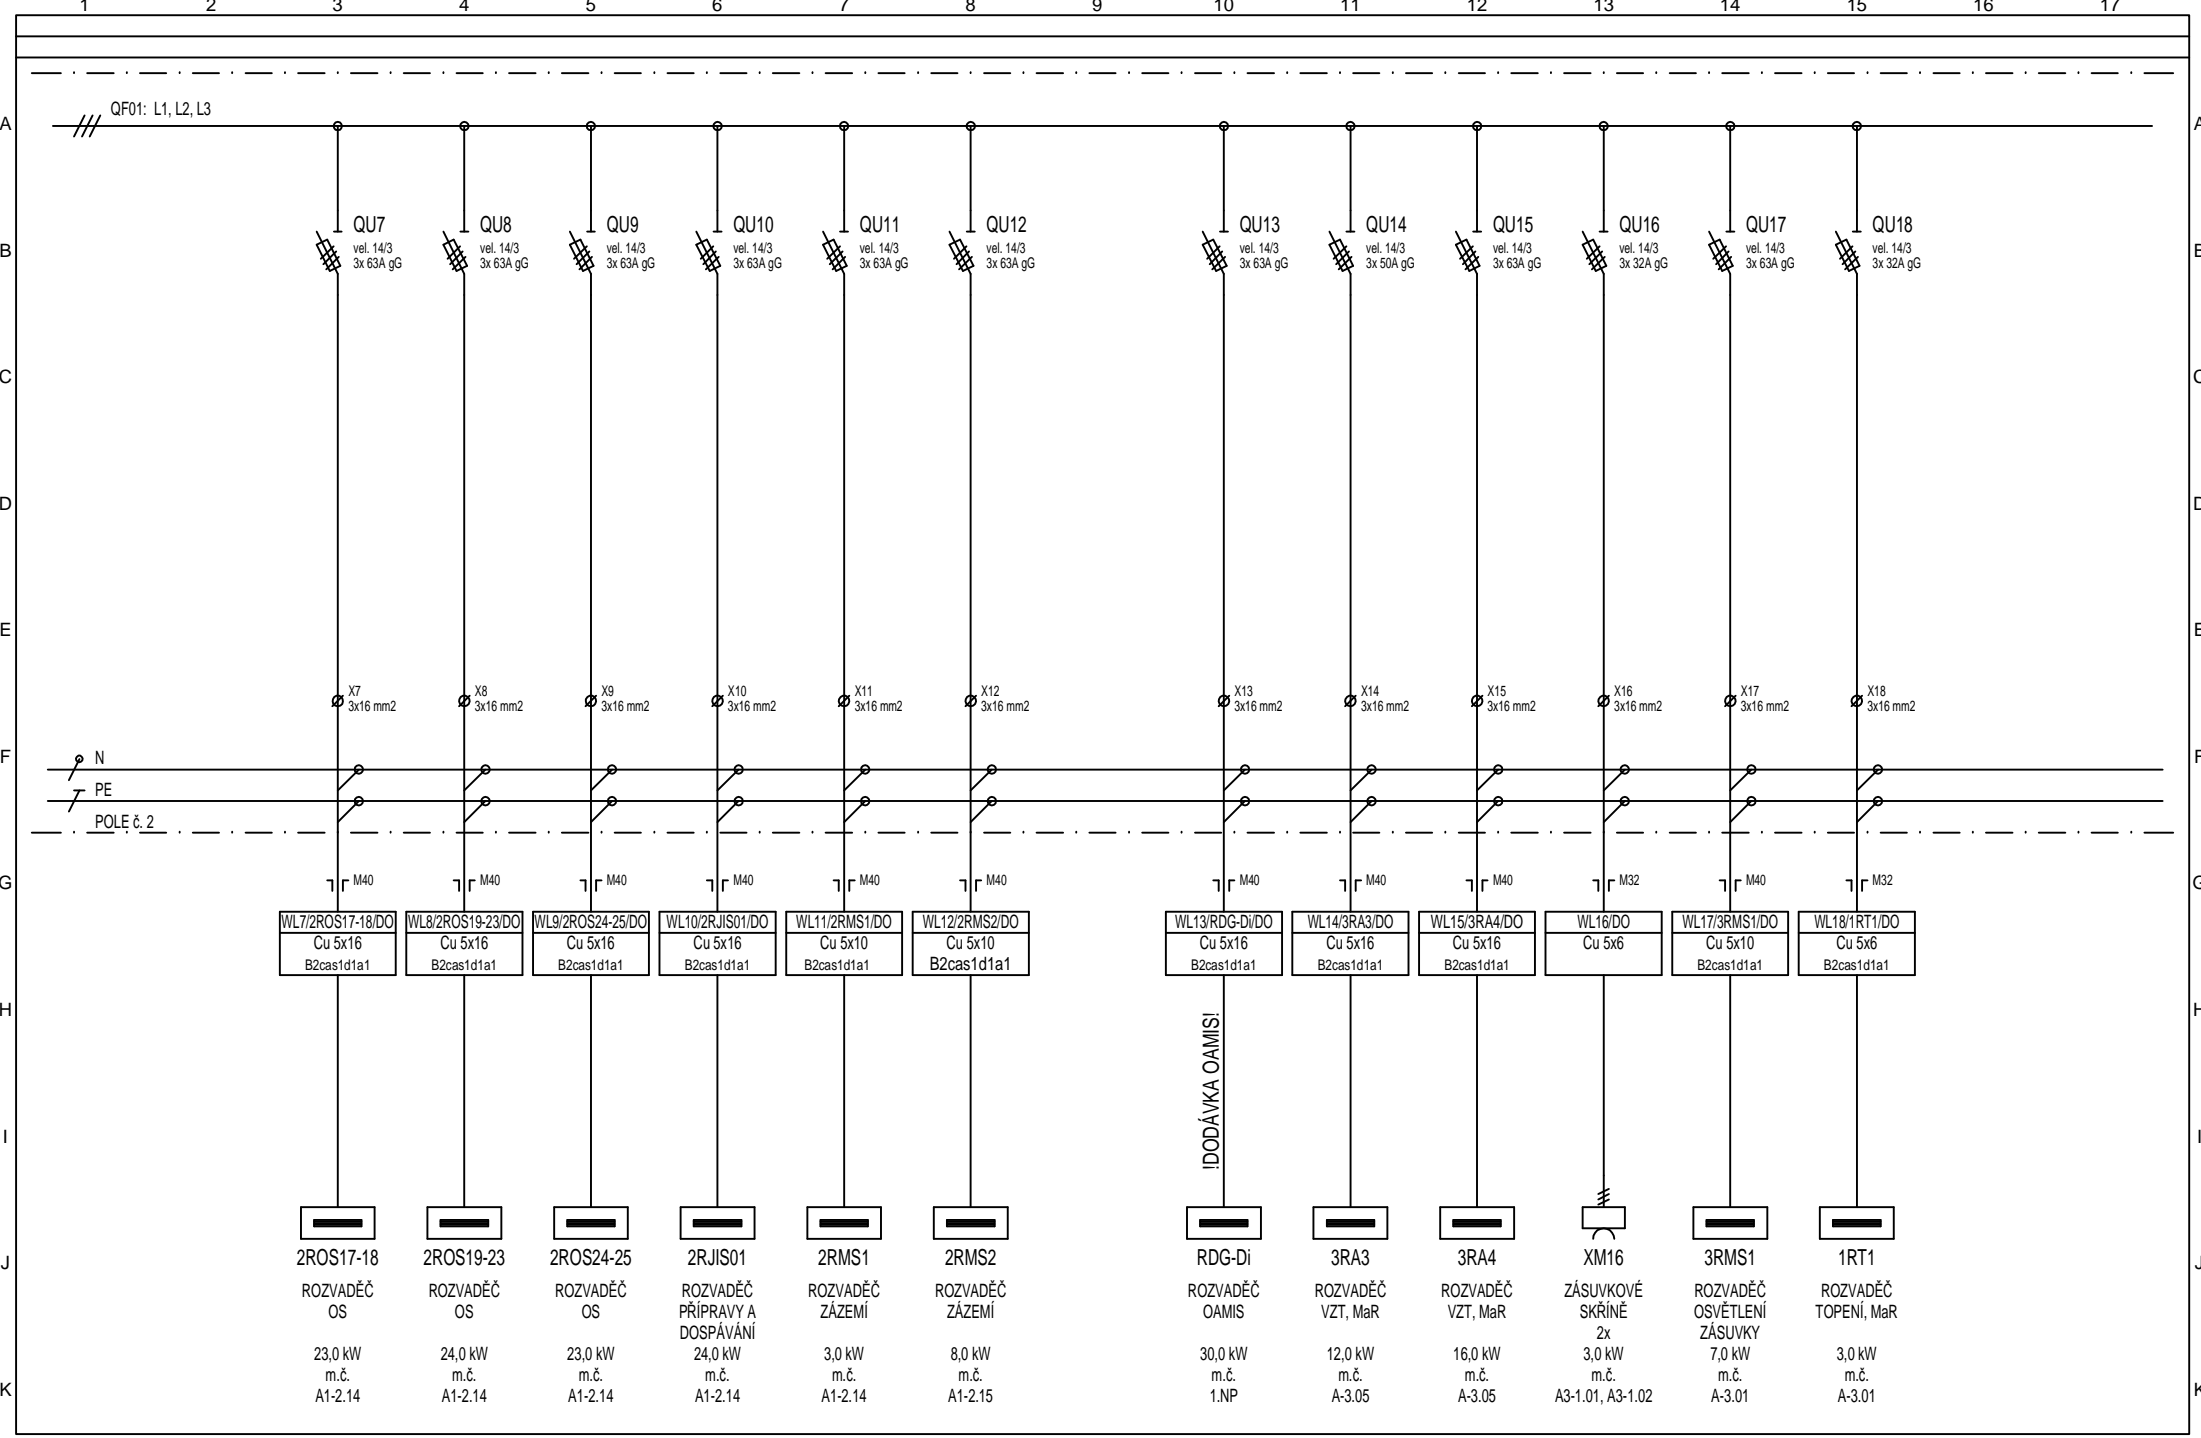 1 2 3 4 5 6 7 8 9 10 11 12 13 14 15 16 17
QF01: L1, L2, L3
A A
QU7 QU8 QU9 QU10 QU11 QU12 QU13 QU14 QU15 QU16 QU17 QU18
vel. 14/3 vel. 14/3 vel. 14/3 vel. 14/3 vel. 14/3 vel. 14/3 vel. 14/3 vel. 14/3 vel. 14/3 vel. 14/3 vel. 14/3 vel. 14/3
B 3x 63A gG 3x 63A gG 3x 63A gG 3x 63A gG 3x 63A gG 3x 63A gG 3x 63A gG 3x 50A gG 3x 63A gG 3x 32A gG 3x 63A gG 3x 32A gG B
C C
D D
E E
X7 X8 X9 X10 X11 X12 X13 X14 X15 X16 X17 X18
3x16 mm2 3x16 mm2 3x16 mm2 3x16 mm2 3x16 mm2 3x16 mm2 3x16 mm2 3x16 mm2 3x16 mm2 3x16 mm2 3x16 mm2 3x16 mm2
F N F
PE
POLE č. 2
G M40 M40 M40 M40 M40 M40 M40 M40 M40 M32 M40 M32 G
WL7/2ROS17-18/DO WL8/2ROS19-23/DO WL9/2ROS24-25/DO WL10/2RJIS01/DO WL11/2RMS1/DO WL12/2RMS2/DO WL13/RDG-Di/DO WL14/3RA3/DO WL15/3RA4/DO WL16/DO WL17/3RMS1/DO WL18/1RT1/DO
Cu 5x16 Cu 5x16 Cu 5x16 Cu 5x16 Cu 5x10 Cu 5x10 Cu 5x16 Cu 5x16 Cu 5x16 Cu 5x6 Cu 5x10 Cu 5x6
B2cas1d1a1 B2cas1d1a1 B2cas1d1a1 B2cas1d1a1 B2cas1d1a1 B2cas1d1a1 B2cas1d1a1 B2cas1d1a1 B2cas1d1a1 B2cas1d1a1 B2cas1d1a1
H H
!DODÁVKA OAMIS!
I I
2ROS17-18 2ROS19-23 2ROS24-25 2RJIS01 2RMS1 2RMS2 RDG-Di 3RA3 3RA4 XM16 3RMS1 1RT1
J J
ROZVADĚČ ROZVADĚČ ROZVADĚČ ROZVADĚČ ROZVADĚČ ROZVADĚČ ROZVADĚČ ROZVADĚČ ROZVADĚČ ZÁSUVKOVÉ ROZVADĚČ ROZVADĚČ
OS OS OS PŘÍPRAVY A ZÁZEMÍ ZÁZEMÍ OAMIS VZT, MaR VZT, MaR SKŘÍNĚ OSVĚTLENÍ TOPENÍ, MaR
DOSPÁVÁNÍ 2x ZÁSUVKY
23,0 kW 24,0 kW 23,0 kW 24,0 kW 3,0 kW 8,0 kW 30,0 kW 12,0 kW 16,0 kW 3,0 kW 7,0 kW 3,0 kW
m.č. m.č. m.č. m.č. m.č. m.č. m.č. m.č. m.č. m.č. m.č. m.č.
K A1-2.14 A1-2.14 A1-2.14 A1-2.14 A1-2.14 A1-2.15 1.NP A-3.05 A-3.05 A3-1.01, A3-1.02 A-3.01 A-3.01 K